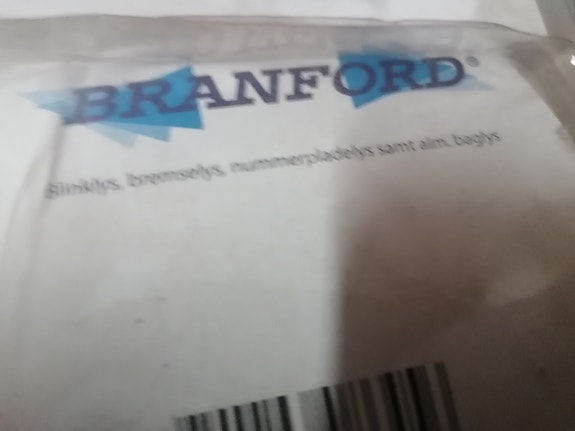 BRANFORD®
Blinklys, bremselys, nummerpladelys samt alm. baglys